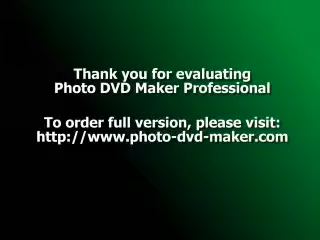 Thank you for evaluating
Photo DVD Maker Professional
To order full version, please visit:
http://www.photo-dvd-maker.com